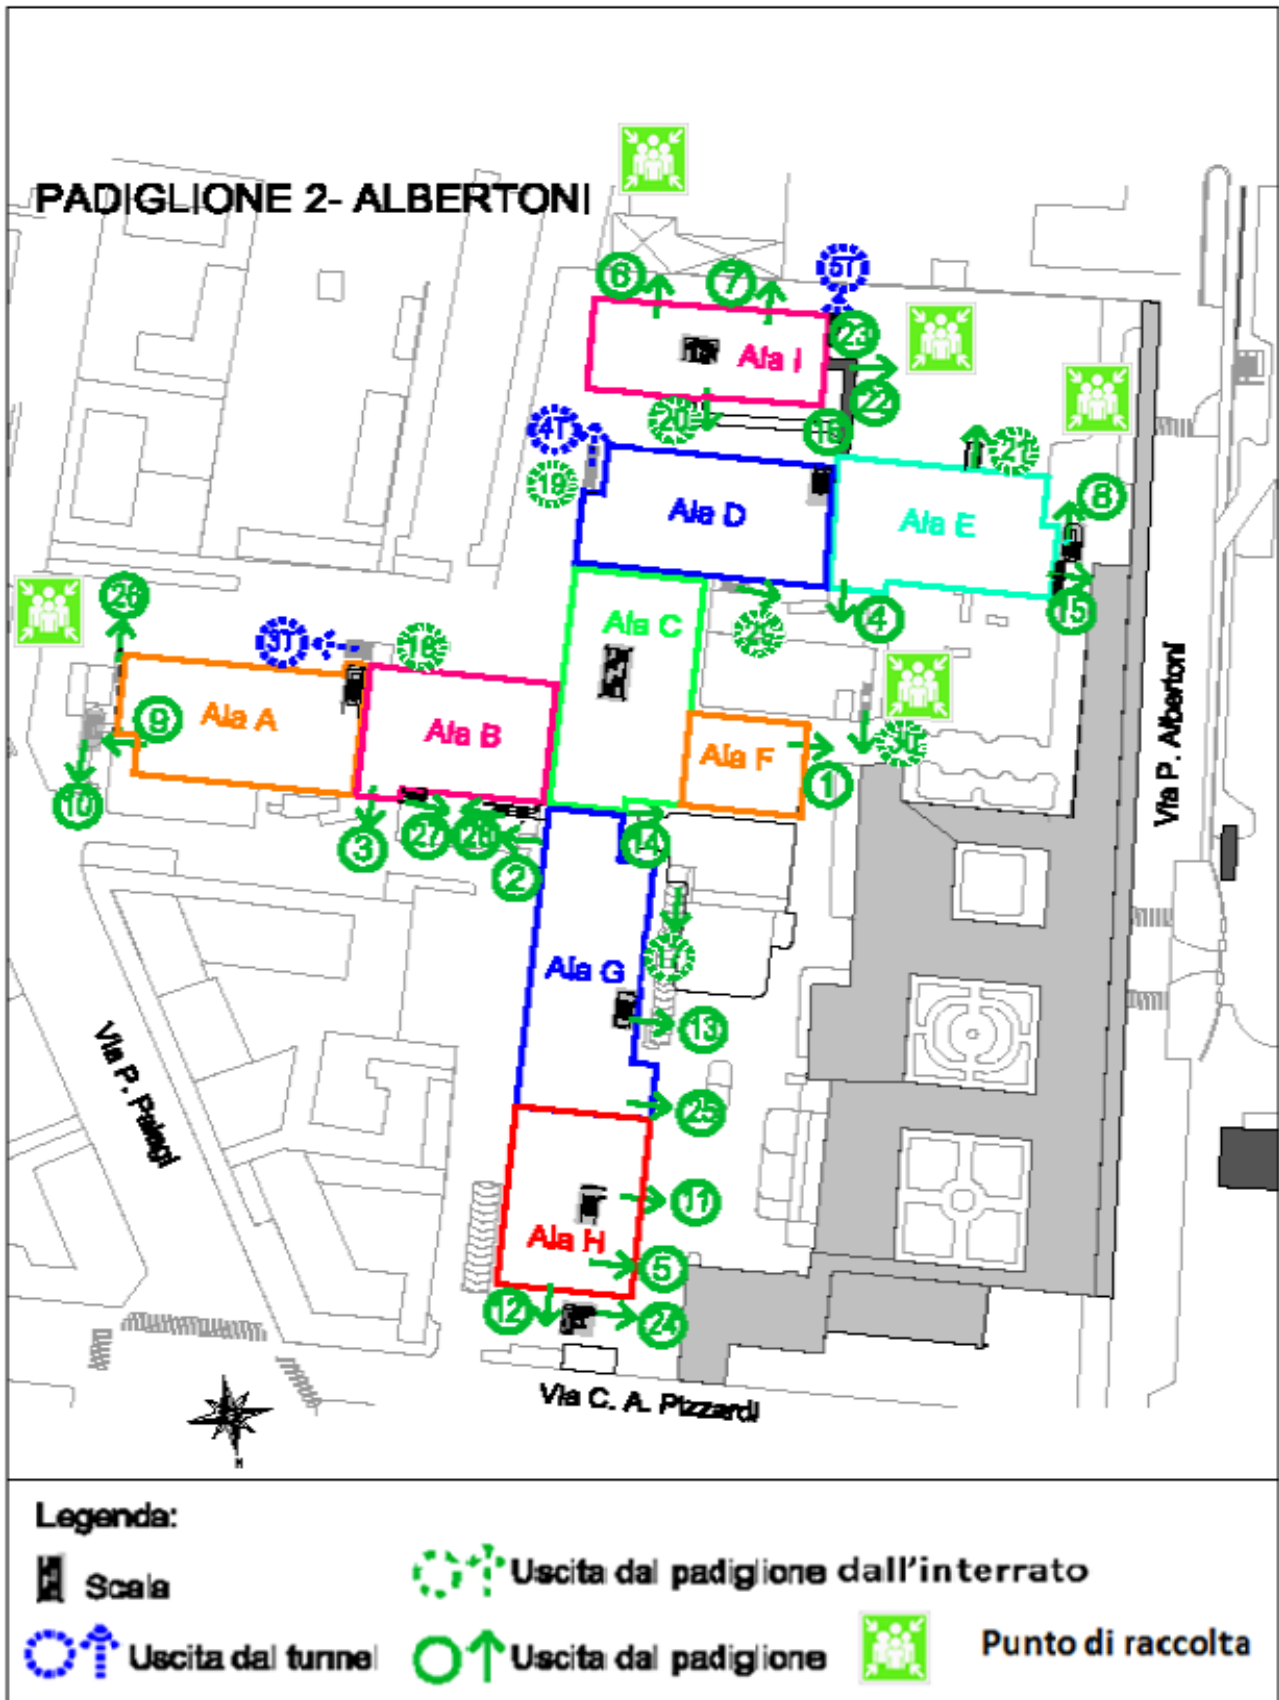 PADIGLIONE 2- ALBERTONI
6
7
5T
23
Ala I
22
20
16
4T
21
19
8
Ala D
Ala E
26
15
4
Ala C
29
3T
18
Via P. Albertoni
9
Ala A
Ala B
30
Ala F
1
10
27
28
14
3
2
17
Ala G
13
Via P. Palagi
25
11
Ala H
5
12
24
Via C. A. Pizzardi
N
Legenda:
Scala
Uscita dal padiglione dall'interrato
Uscita dal tunnel
Uscita dal padiglione
Punto di raccolta